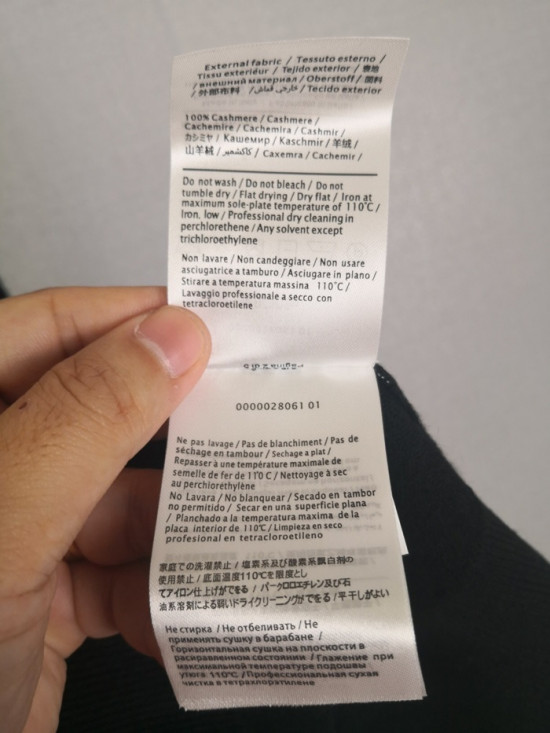 External fabric / Tessuto esterno /
Tissu exterieur / Tejido exterior / 表地
/ внешний материал / Oberstoff / 面料
/ 外部布料 / قماش خارجي / Tecido exterior
100% Cashmere / Cashmere /
Cachemire / Cachemira / Cashmir /
カシミヤ / Кашемир / Kaschmir / 羊绒 /
山羊絨 / كاكشمير / Caxemra / Cachemir /
Do not wash / Do not bleach / Do not
tumble dry / Flat drying / Dry flat / Iron at
maximum sole-plate temperature of 110℃ /
Iron, low / Professional dry cleaning in
perchlorethene / Any solvent except
trichloroethylene
Non lavare / Non candeggiare / Non usare
asciugatrice a tamburo / Asciugare in plano /
Stirare a temperatura massina 110℃ /
Lavaggio professionale a secco con
tetracloroetilene
0000028061 01
Ne pas lavage / Pas de blanchiment / Pas de
séchage en tambour / Sechage a plat /
Repasser à une température maximale de
semelle de fer de 110 C / Nettoyage à sec
au perchloriethylène
No Lavara / No blanquear / Secado en tambor
no permitido / Secar en una superficie plana
/ Planchado a la temperatura maxima de la
placa interior de 110℃ / Limpieza en seco
profesional en tetracloroetileno
家庭での洗濯禁止 / 塩素系及び酸素系飄白剤の
使用禁止 / 底面温度110℃を限度とし
てアイロン仕上げができる / パークロロエチレン及び石
油系溶剤による弱いドライクリーニングができる / 平干しがよい
Не стирка / Не отбеливать / Не
применять сушку в барабане /
Горизонтальная сушка на плоскости в
расправленном состоянии / Глажение при
максимальной температуре подошвы
утюга 110℃ / Профессиональная сухая
чистка в тетрахлорэтилене